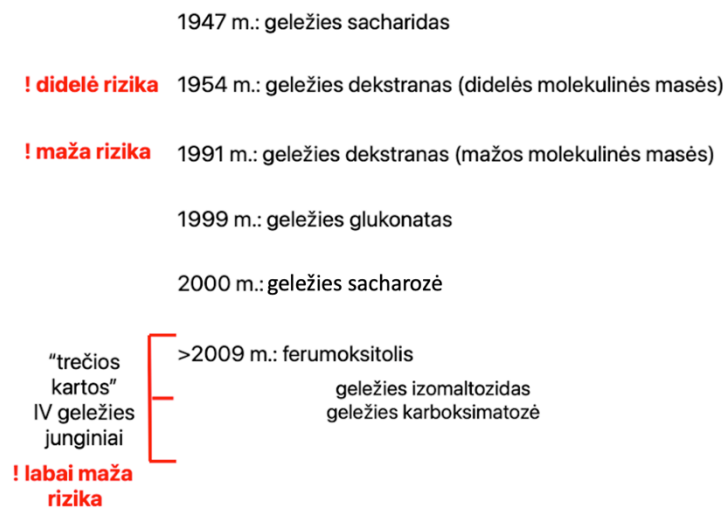 1947 m.: geležies sacharidas
! didelė rizika 1954 m.: geležies dekstranas (didelės molekulinės masės)
! maža rizika 1991 m.: geležies dekstranas (mažos molekulinės masės)
1999 m.: geležies glukonatas
2000 m.: geležies sacharozė
>2009 m.: ferumoksitolis
geležies izomaltozidas
geležies karboksimatozė
“trečios
kartos”
IV geležies
junginiai
! labai maža
rizika